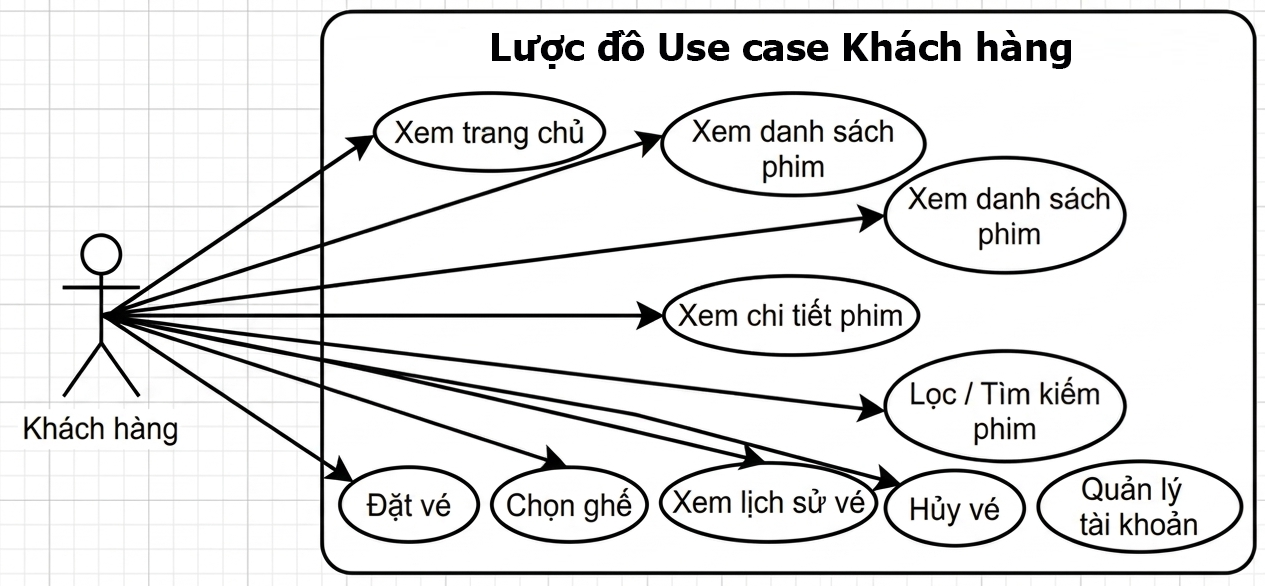 Lược đồ Use case Khách hàng
Xem trang chủ
Xem danh sách
phim
Xem danh sách
phim
Xem chi tiết phim
Lọc / Tìm kiếm
phim
Khách hàng
Đặt vé
Chọn ghế
Xem lịch sử vé
Hủy vé
Quản lý
tài khoản